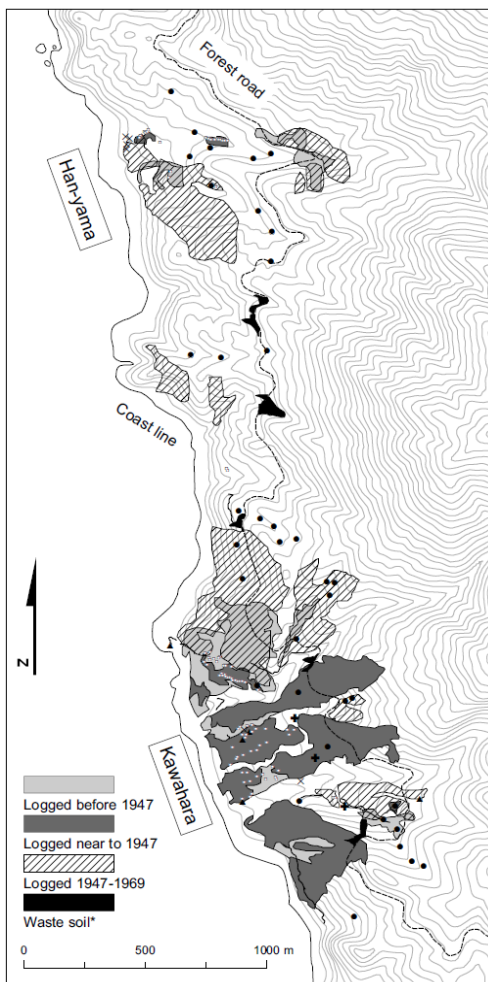 Forest road
Han-yama
Coast line
N
Kawahara
Logged before 1947
Logged near to 1947
Logged 1947-1969
Waste soil*
0 500 1000 m